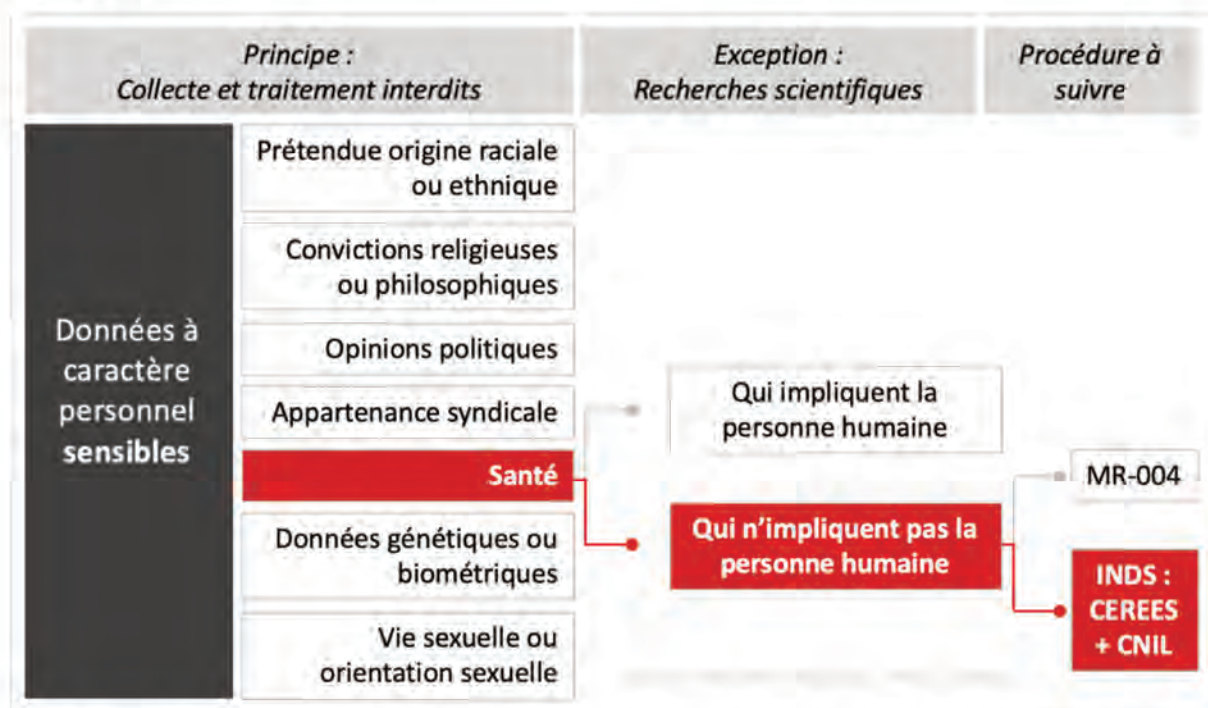 Principe :
Collecte et traitement interdits
Exception :
Recherches scientifiques
Procédure à
suivre
Données à
caractère
personnel
sensibles
Prétendue origine raciale
ou ethnique
Convictions religieuses
ou philosophiques
Opinions politiques
Appartenance syndicale
Santé
Données génétiques ou
biométriques
Vie sexuelle ou
orientation sexuelle
Qui impliquent la
personne humaine
Qui n'impliquent pas la
personne humaine
MR-004
INDS :
CEREES
+ CNIL